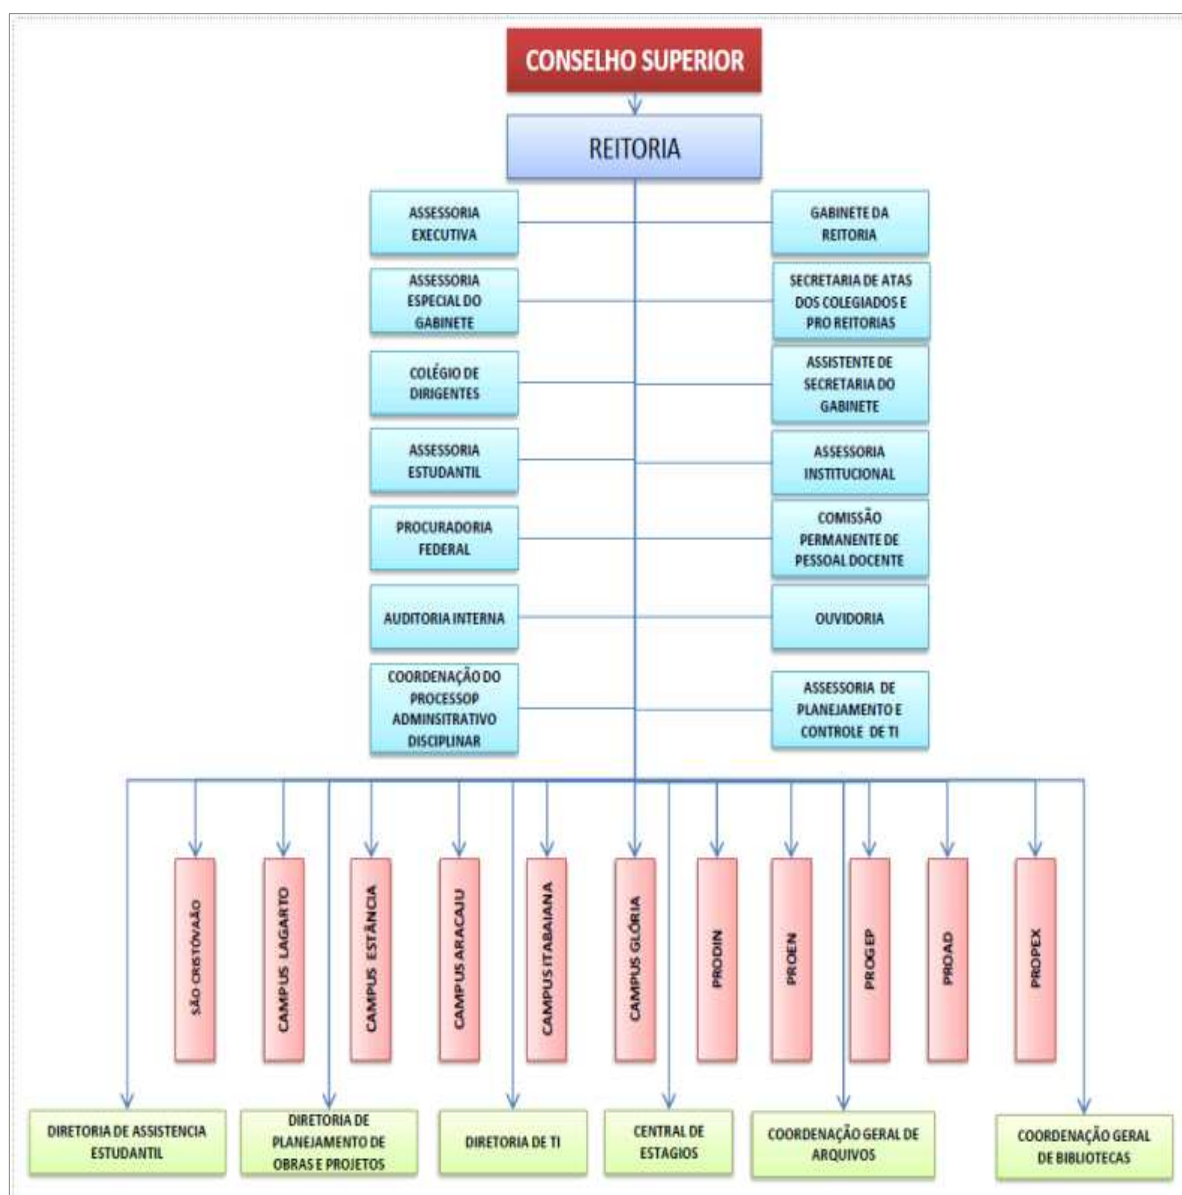 CONSELHO SUPERIOR
REITORIA
ASSESSORIA
EXECUTIVA
GABINETE DA
REITORIA
ASSESSORIA
ESPECIAL DO
GABINETE
SECRETARIA DE ATAS
DOS COLEGIADOS E
PRO REITORIAS
COLÉGIO DE
DIRIGENTES
ASSISTENTE DE
SECRETARIA DO
GABINETE
ASSESSORIA
ESTUDANTIL
ASSESSORIA
INSTITUCIONAL
PROCURADORIA
FEDERAL
COMISSÃO
PERMANENTE DE
PESSOAL DOCENTE
AUDITORIA INTERNA
OUVIDORIA
COORDENAÇÃO DO
PROCESSOP
ADMINSITRATIVO
DISCIPLINAR
ASSESSORIA DE
PLANEJAMENTO E
CONTROLE DE TI
SÃO CRISTÓVAÃO
CAMPUS LAGARTO
CAMPUS ESTÂNCIA
CAMPUS ARACAJU
CAMPUS ITABAIANA
CAMPUS GLÓRIA
PRODIN
PROEN
PROGEP
PROAD
PROPEX
DIRETORIA DE ASSISTENCIA
ESTUDANTIL
DIRETORIA DE
PLANEJAMENTO DE
OBRAS E PROJETOS
DIRETORIA DE TI
CENTRAL DE
ESTAGIOS
COORDENAÇÃO GERAL DE
ARQUIVOS
COORDENAÇÃO GERAL
DE BIBLIOTECAS